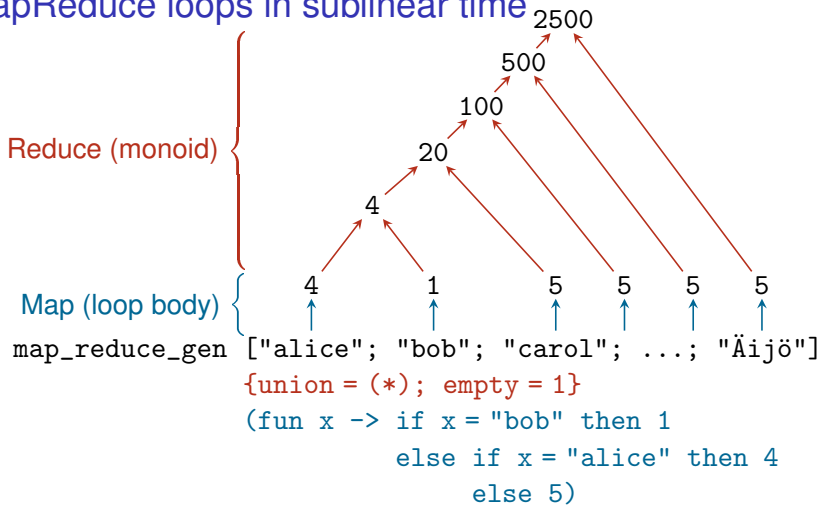 apReduce loops in sublinear time
2500
500
100
Reduce (monoid)
20
4
4 1 5 5 5 5
Map (loop body)
map_reduce_gen ["alice"; "bob"; "carol"; ...; "Äijö"]
{union = (*); empty = 1}
(fun x -> if x = "bob" then 1
else if x = "alice" then 4
else 5)